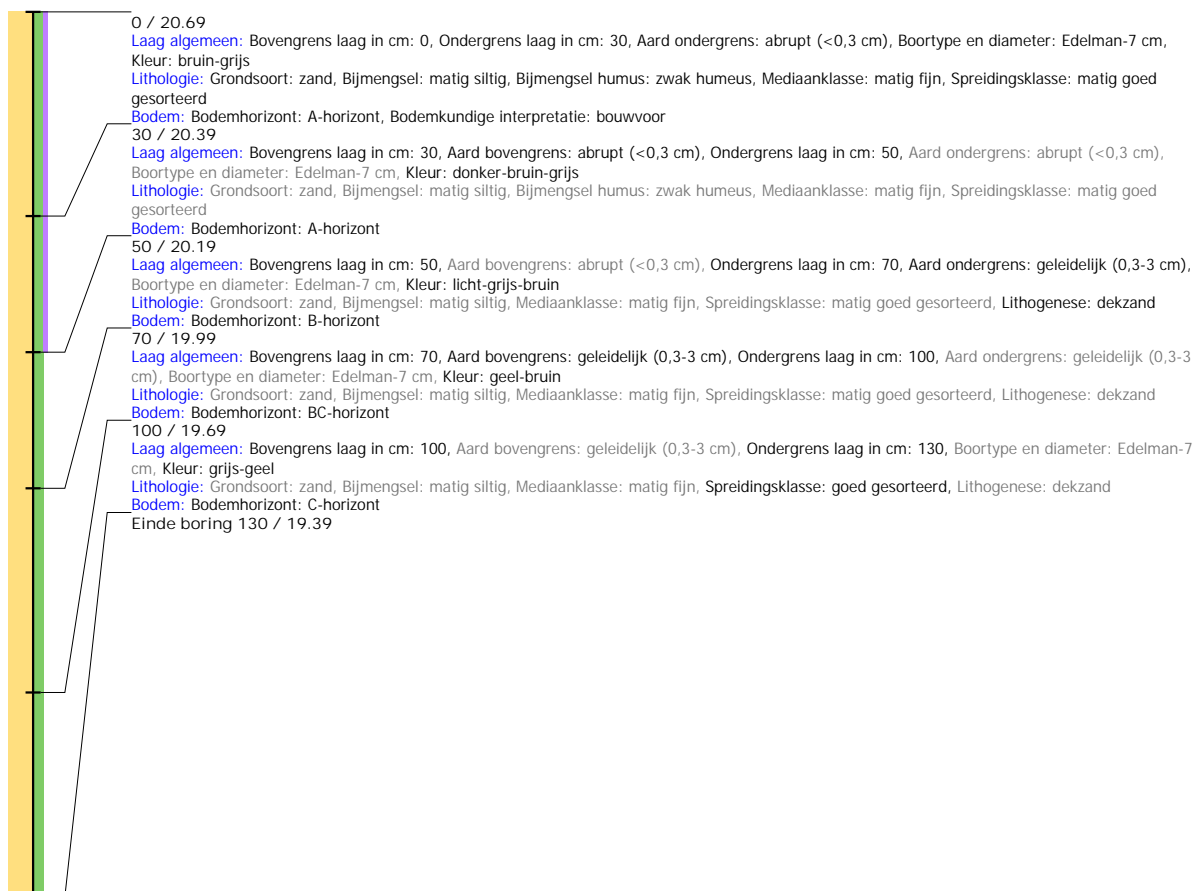 0 / 20.69
Laag algemeen: Bovengrens laag in cm: 0, Ondergrens laag in cm: 30, Aard ondergrens: abrupt (<0,3 cm), Boortype en diameter: Edelman-7 cm,
Kleur: bruin-grijs
Lithologie: Grondsoort: zand, Bijmengsel: matig siltig, Bijmengsel humus: zwak humeus, Mediaanklasse: matig fijn, Spreidingsklasse: matig goed
gesorteerd
Bodem: Bodemhorizont: A-horizont, Bodemkundige interpretatie: bouwvoor
30 / 20.39
Laag algemeen: Bovengrens laag in cm: 30, Aard bovengrens: abrupt (<0,3 cm), Ondergrens laag in cm: 50, Aard ondergrens: abrupt (<0,3 cm),
Boortype en diameter: Edelman-7 cm, Kleur: donker-bruin-grijs
Lithologie: Grondsoort: zand, Bijmengsel: matig siltig, Bijmengsel humus: zwak humeus, Mediaanklasse: matig fijn, Spreidingsklasse: matig goed
gesorteerd
Bodem: Bodemhorizont: A-horizont
50 / 20.19
Laag algemeen: Bovengrens laag in cm: 50, Aard bovengrens: abrupt (<0,3 cm), Ondergrens laag in cm: 70, Aard ondergrens: geleidelijk (0,3-3 cm),
Boortype en diameter: Edelman-7 cm, Kleur: licht-grijs-bruin
Lithologie: Grondsoort: zand, Bijmengsel: matig siltig, Mediaanklasse: matig fijn, Spreidingsklasse: matig goed gesorteerd, Lithogenese: dekzand
Bodem: Bodemhorizont: B-horizont
70 / 19.99
Laag algemeen: Bovengrens laag in cm: 70, Aard bovengrens: geleidelijk (0,3-3 cm), Ondergrens laag in cm: 100, Aard ondergrens: geleidelijk (0,3-3
cm), Boortype en diameter: Edelman-7 cm, Kleur: geel-bruin
Lithologie: Grondsoort: zand, Bijmengsel: matig siltig, Mediaanklasse: matig fijn, Spreidingsklasse: matig goed gesorteerd, Lithogenese: dekzand
Bodem: Bodemhorizont: BC-horizont
100 / 19.69
Laag algemeen: Bovengrens laag in cm: 100, Aard bovengrens: geleidelijk (0,3-3 cm), Ondergrens laag in cm: 130, Boortype en diameter: Edelman-7
cm, Kleur: grijs-geel
Lithologie: Grondsoort: zand, Bijmengsel: matig siltig, Mediaanklasse: matig fijn, Spreidingsklasse: goed gesorteerd, Lithogenese: dekzand
Bodem: Bodemhorizont: C-horizont
Einde boring 130 / 19.39